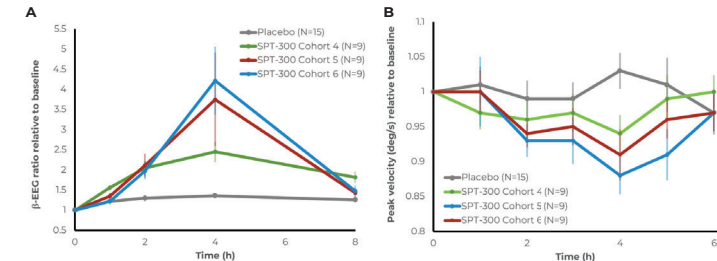 A
β-EEG ratio relative to baseline
5.5
5
4.5
4
3.5
3
2.5
2
1.5
1
0.5
0
2
4
6
8
Time (h)
Placebo (N=15)
SPT-300 Cohort 4 (N=9)
SPT-300 Cohort 5 (N=9)
SPT-300 Cohort 6 (N=9)
B
Peak velocity (deg/s) relative to baseline
1.1
1.05
1
0.95
0.9
0.85
0.8
0
2
4
6
Time (h)
Placebo (N=15)
SPT-300 Cohort 4 (N=9)
SPT-300 Cohort 5 (N=9)
SPT-300 Cohort 6 (N=9)